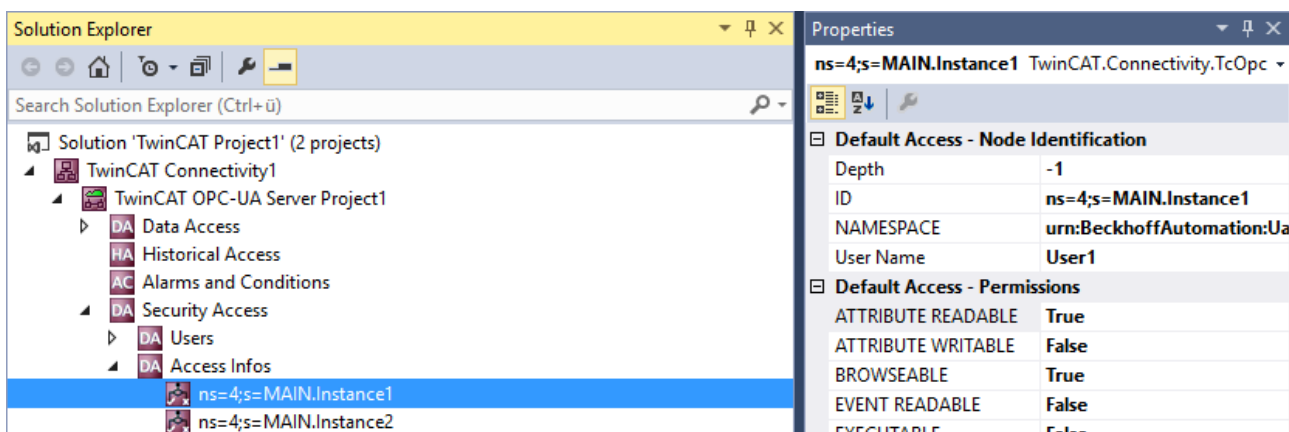 Solution Explorer
Search Solution Explorer (Ctrl+ü)
Solution 'TwinCAT Project1' (2 projects)
TwinCAT Connectivity1
TwinCAT OPC-UA Server Project1
DA Data Access
HA Historical Access
AC Alarms and Conditions
DA Security Access
DA Users
DA Access Infos
ns=4;s=MAIN.Instance1
ns=4;s=MAIN.Instance2
Properties
ns=4;s=MAIN.Instance1 TwinCAT.Connectivity.TcOpc
Default Access - Node Identification
Depth -1
ID ns=4;s=MAIN.Instance1
NAMESPACE urn:BeckhoffAutomation:Ua
User Name User1
Default Access - Permissions
ATTRIBUTE READABLE True
ATTRIBUTE WRITABLE False
BROWSEABLE True
EVENT READABLE False
EXECUTABLE False